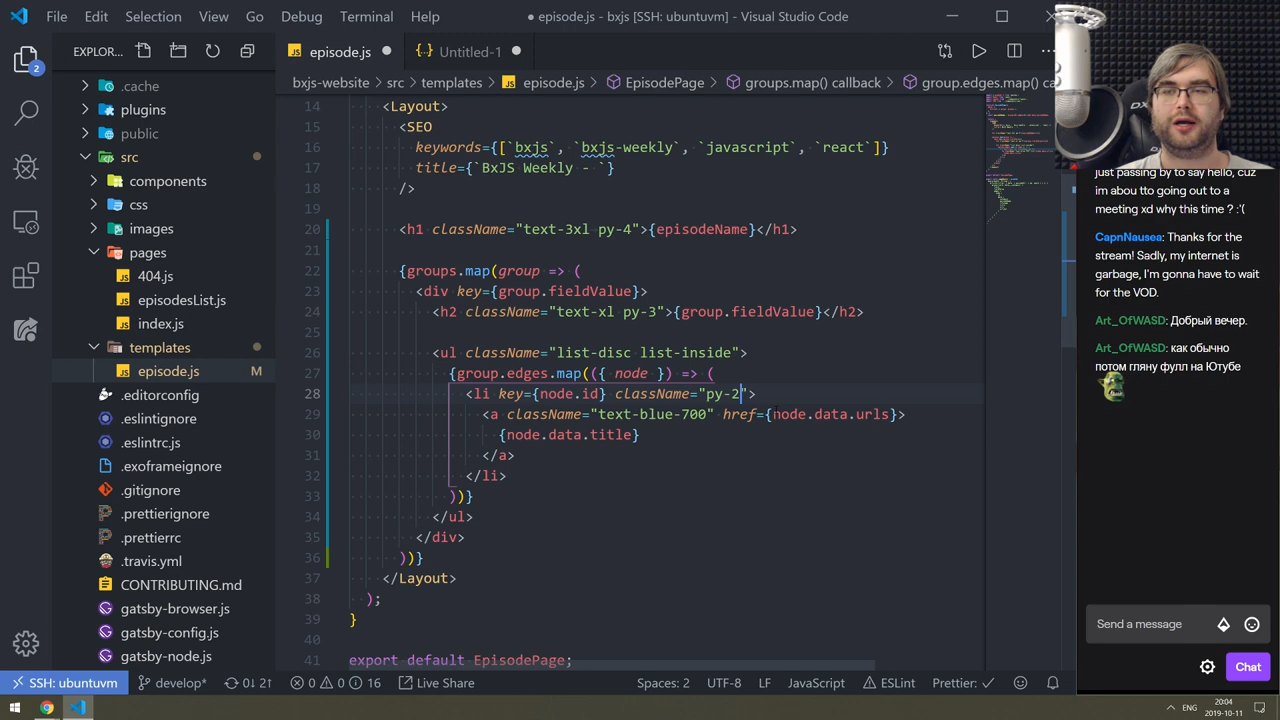 File Edit Selection View Go Debug Terminal Help
● episode.js - bxjs [SSH: ubuntuvm] - Visual Studio Code
EXPLOR...
episode.js ●
{} Untitled-1 ●
bxjs-website › src › templates › episode.js › EpisodePage › groups.map() callback › group.edges.map() ca
2
.cache
plugins
public
src
components
css
images
pages
404.js
episodesList.js
index.js
templates
episode.js M
.editorconfig
.eslintignore
.eslintrc.js
.exoframeignore
.gitignore
.prettierignore
.prettierrc
.travis.yml
CONTRIBUTING.md
gatsby-browser.js
gatsby-config.js
gatsby-node.js
14 <Layout>
15 <SEO
16 keywords={[`bxjs`, `bxjs-weekly`, `javascript`, `react`]}
17 title={`BxJS Weekly - `}
18 />
19
20 <h1 className="text-3xl py-4">{episodeName}</h1>
21
22 {groups.map(group => (
23 <div key={group.fieldValue}>
24 <h2 className="text-xl py-3">{group.fieldValue}</h2>
25
26 <ul className="list-disc list-inside">
27 {group.edges.map(({ node }) => (
28 <li key={node.id} className="py-2">
29 <a className="text-blue-700" href={node.data.urls}>
30 {node.data.title}
31 </a>
32 </li>
33 ))}
34 </ul>
35 </div>
36 ))}
37 </Layout>
38 );
39 }
40
41 export default EpisodePage;
just passing by to say hello, cuz
im abou tto going out to a
meeting xd why this time ? :'(
CapnNausea: Thanks for the
stream! Sadly, my internet is
garbage, I'm gonna have to wait
for the VOD.
Art_OfWASD: Добрый вечер.
Art_OfWASD: как обычно
потом гляну фулл на Ютубе
Send a message
Chat
SSH: ubuntuvm develop* 0↓ 2↑ 0 0 16 Live Share Spaces: 2 UTF-8 LF JavaScript ESLint Prettier: ✓
ENG
20:04
2019-10-11